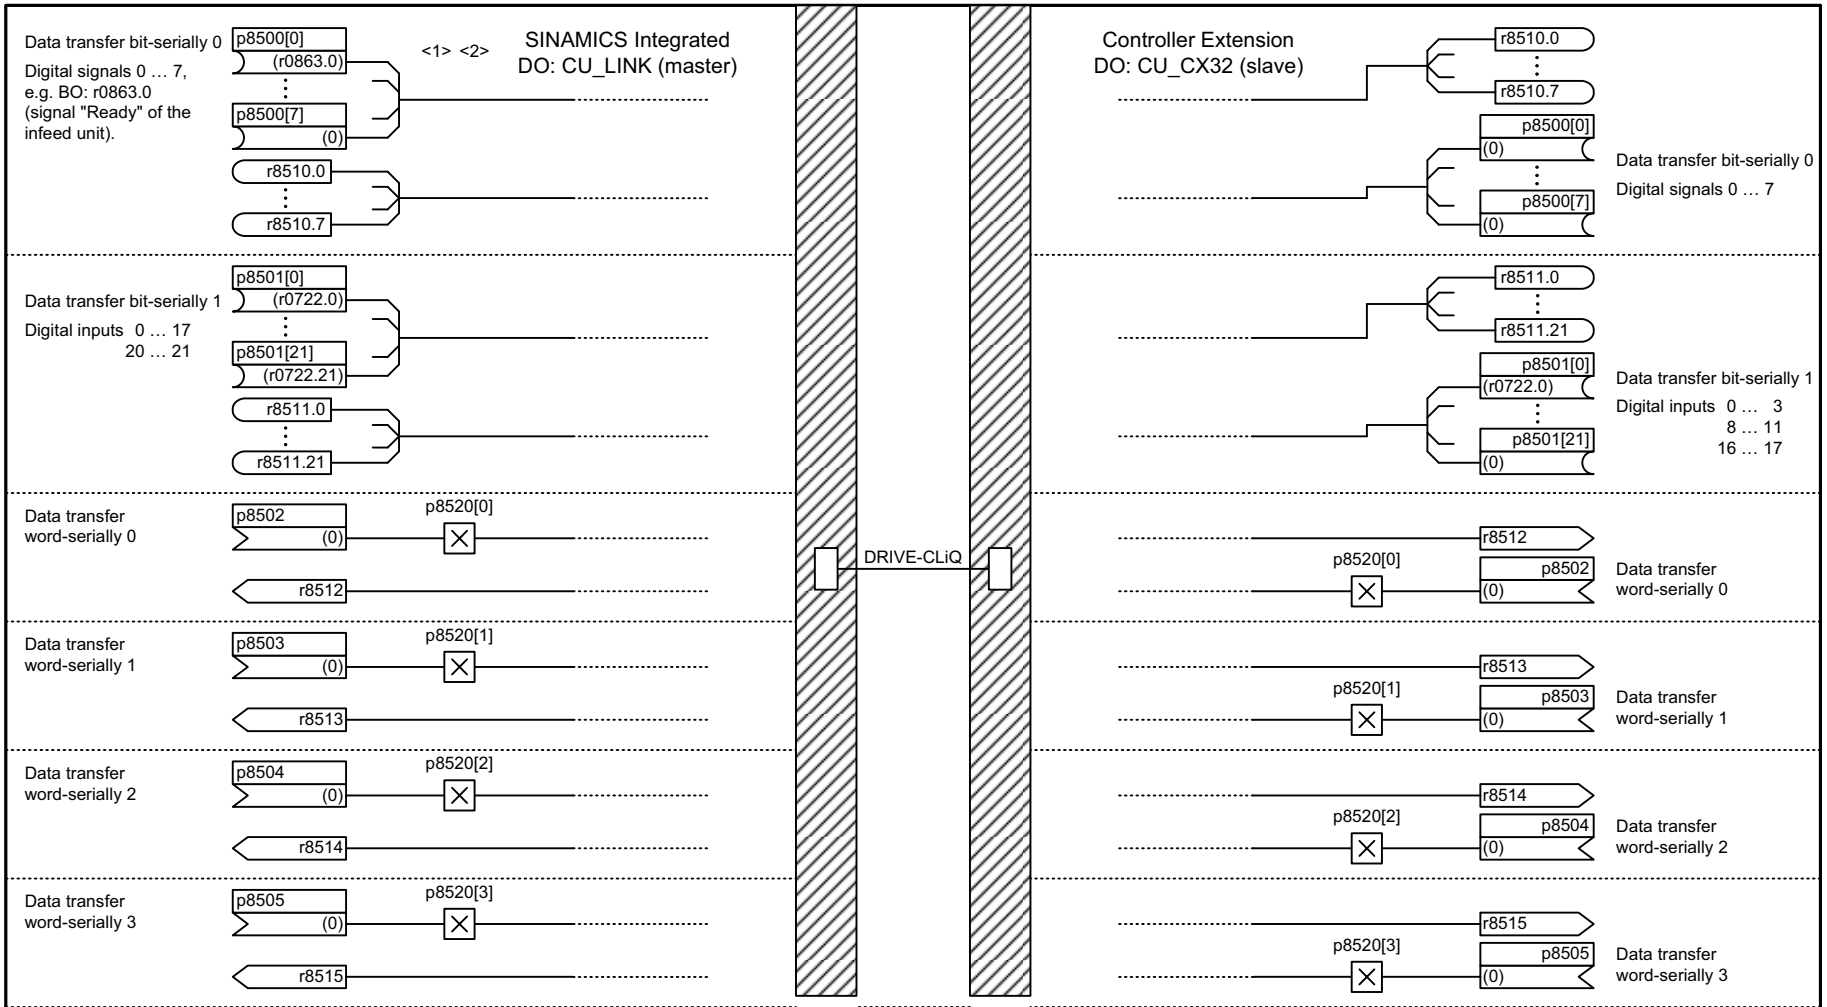 Data transfer bit-serially 0
Digital signals 0 … 7,
e.g. BO: r0863.0
(signal "Ready" of the
infeed unit).
p8500[0]
(r0863.0)
p8500[7]
(0)
r8510.0
r8510.7
<1> <2>
SINAMICS Integrated
DO: CU_LINK (master)
Controller Extension
DO: CU_CX32 (slave)
r8510.0
r8510.7
p8500[0]
(0)
p8500[7]
(0)
Data transfer bit-serially 0
Digital signals 0 … 7
Data transfer bit-serially 1
Digital inputs 0 … 17
20 … 21
p8501[0]
(r0722.0)
p8501[21]
(r0722.21)
r8511.0
r8511.21
r8511.0
r8511.21
p8501[0]
(r0722.0)
p8501[21]
(0)
Data transfer bit-serially 1
Digital inputs 0 … 3
8 … 11
16 … 17
Data transfer
word-serially 0
p8502
(0)
p8520[0]
r8512
DRIVE-CLiQ
r8512
p8520[0]
p8502
(0)
Data transfer
word-serially 0
Data transfer
word-serially 1
p8503
(0)
p8520[1]
r8513
r8513
p8520[1]
p8503
(0)
Data transfer
word-serially 1
Data transfer
word-serially 2
p8504
(0)
p8520[2]
r8514
r8514
p8520[2]
p8504
(0)
Data transfer
word-serially 2
Data transfer
word-serially 3
p8505
(0)
p8520[3]
r8515
r8515
p8520[3]
p8505
(0)
Data transfer
word-serially 3